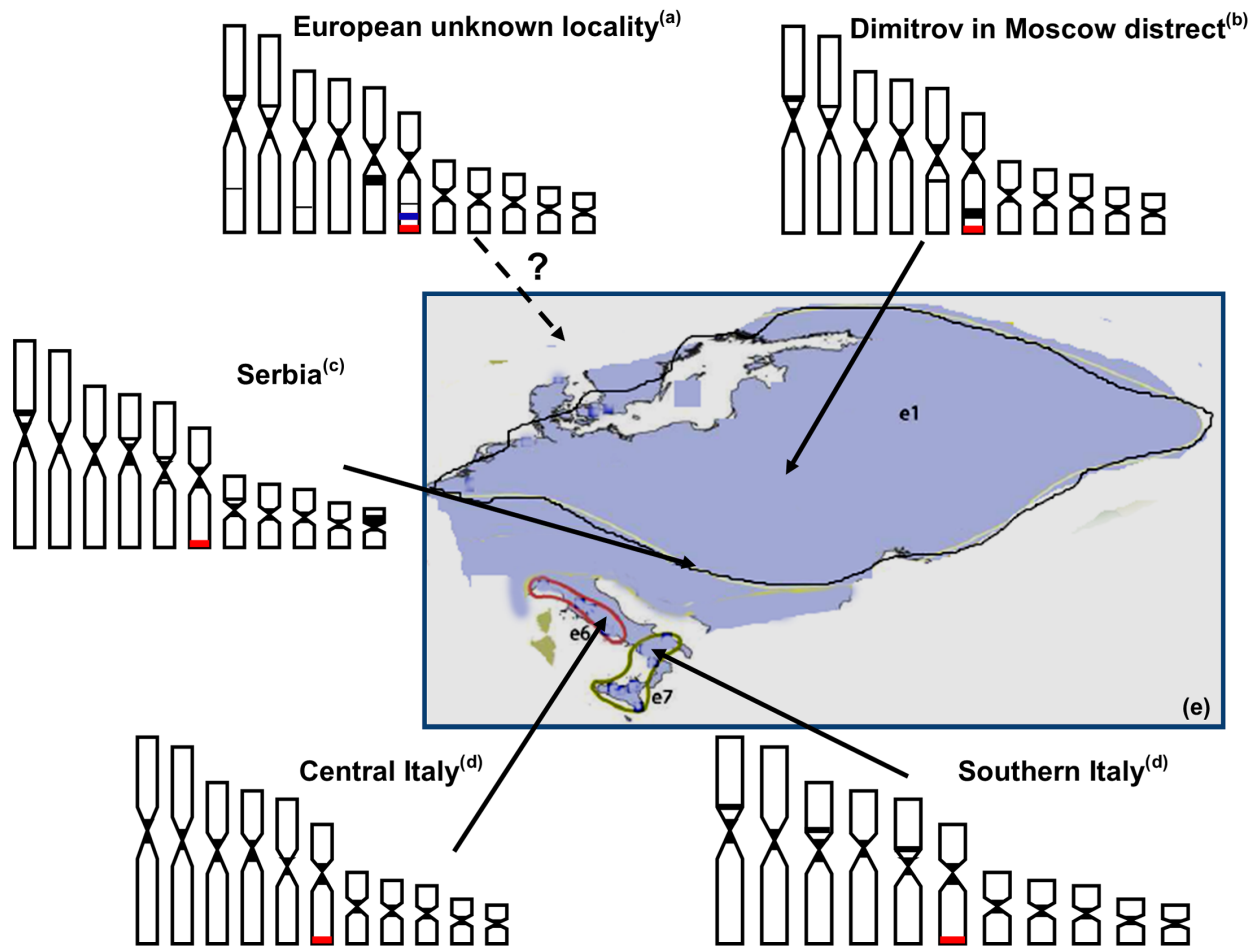 European unknown locality(a)
Dimitrov in Moscow distrect(b)
?
Serbia(c)
e1
e6
e7
(e)
Central Italy(d)
Southern Italy(d)